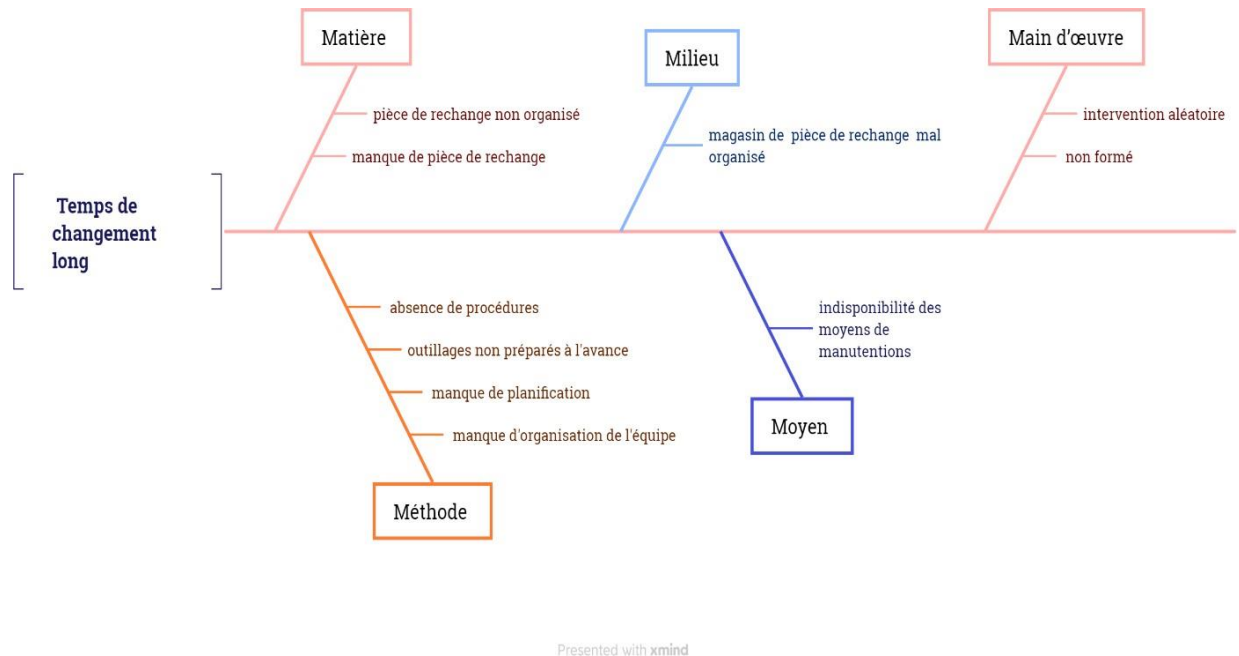 Matière
Milieu
Main d'œuvre
pièce de rechange non organisé
manque de pièce de rechange
magasin de pièce de rechange mal
organisé
intervention aléatoire
non formé
Temps de
changement
long
absence de procédures
outillages non préparés à l'avance
manque de planification
manque d'organisation de l'équipe
Méthode
indisponibilité des
moyens de
manutentions
Moyen
Presented with xmind